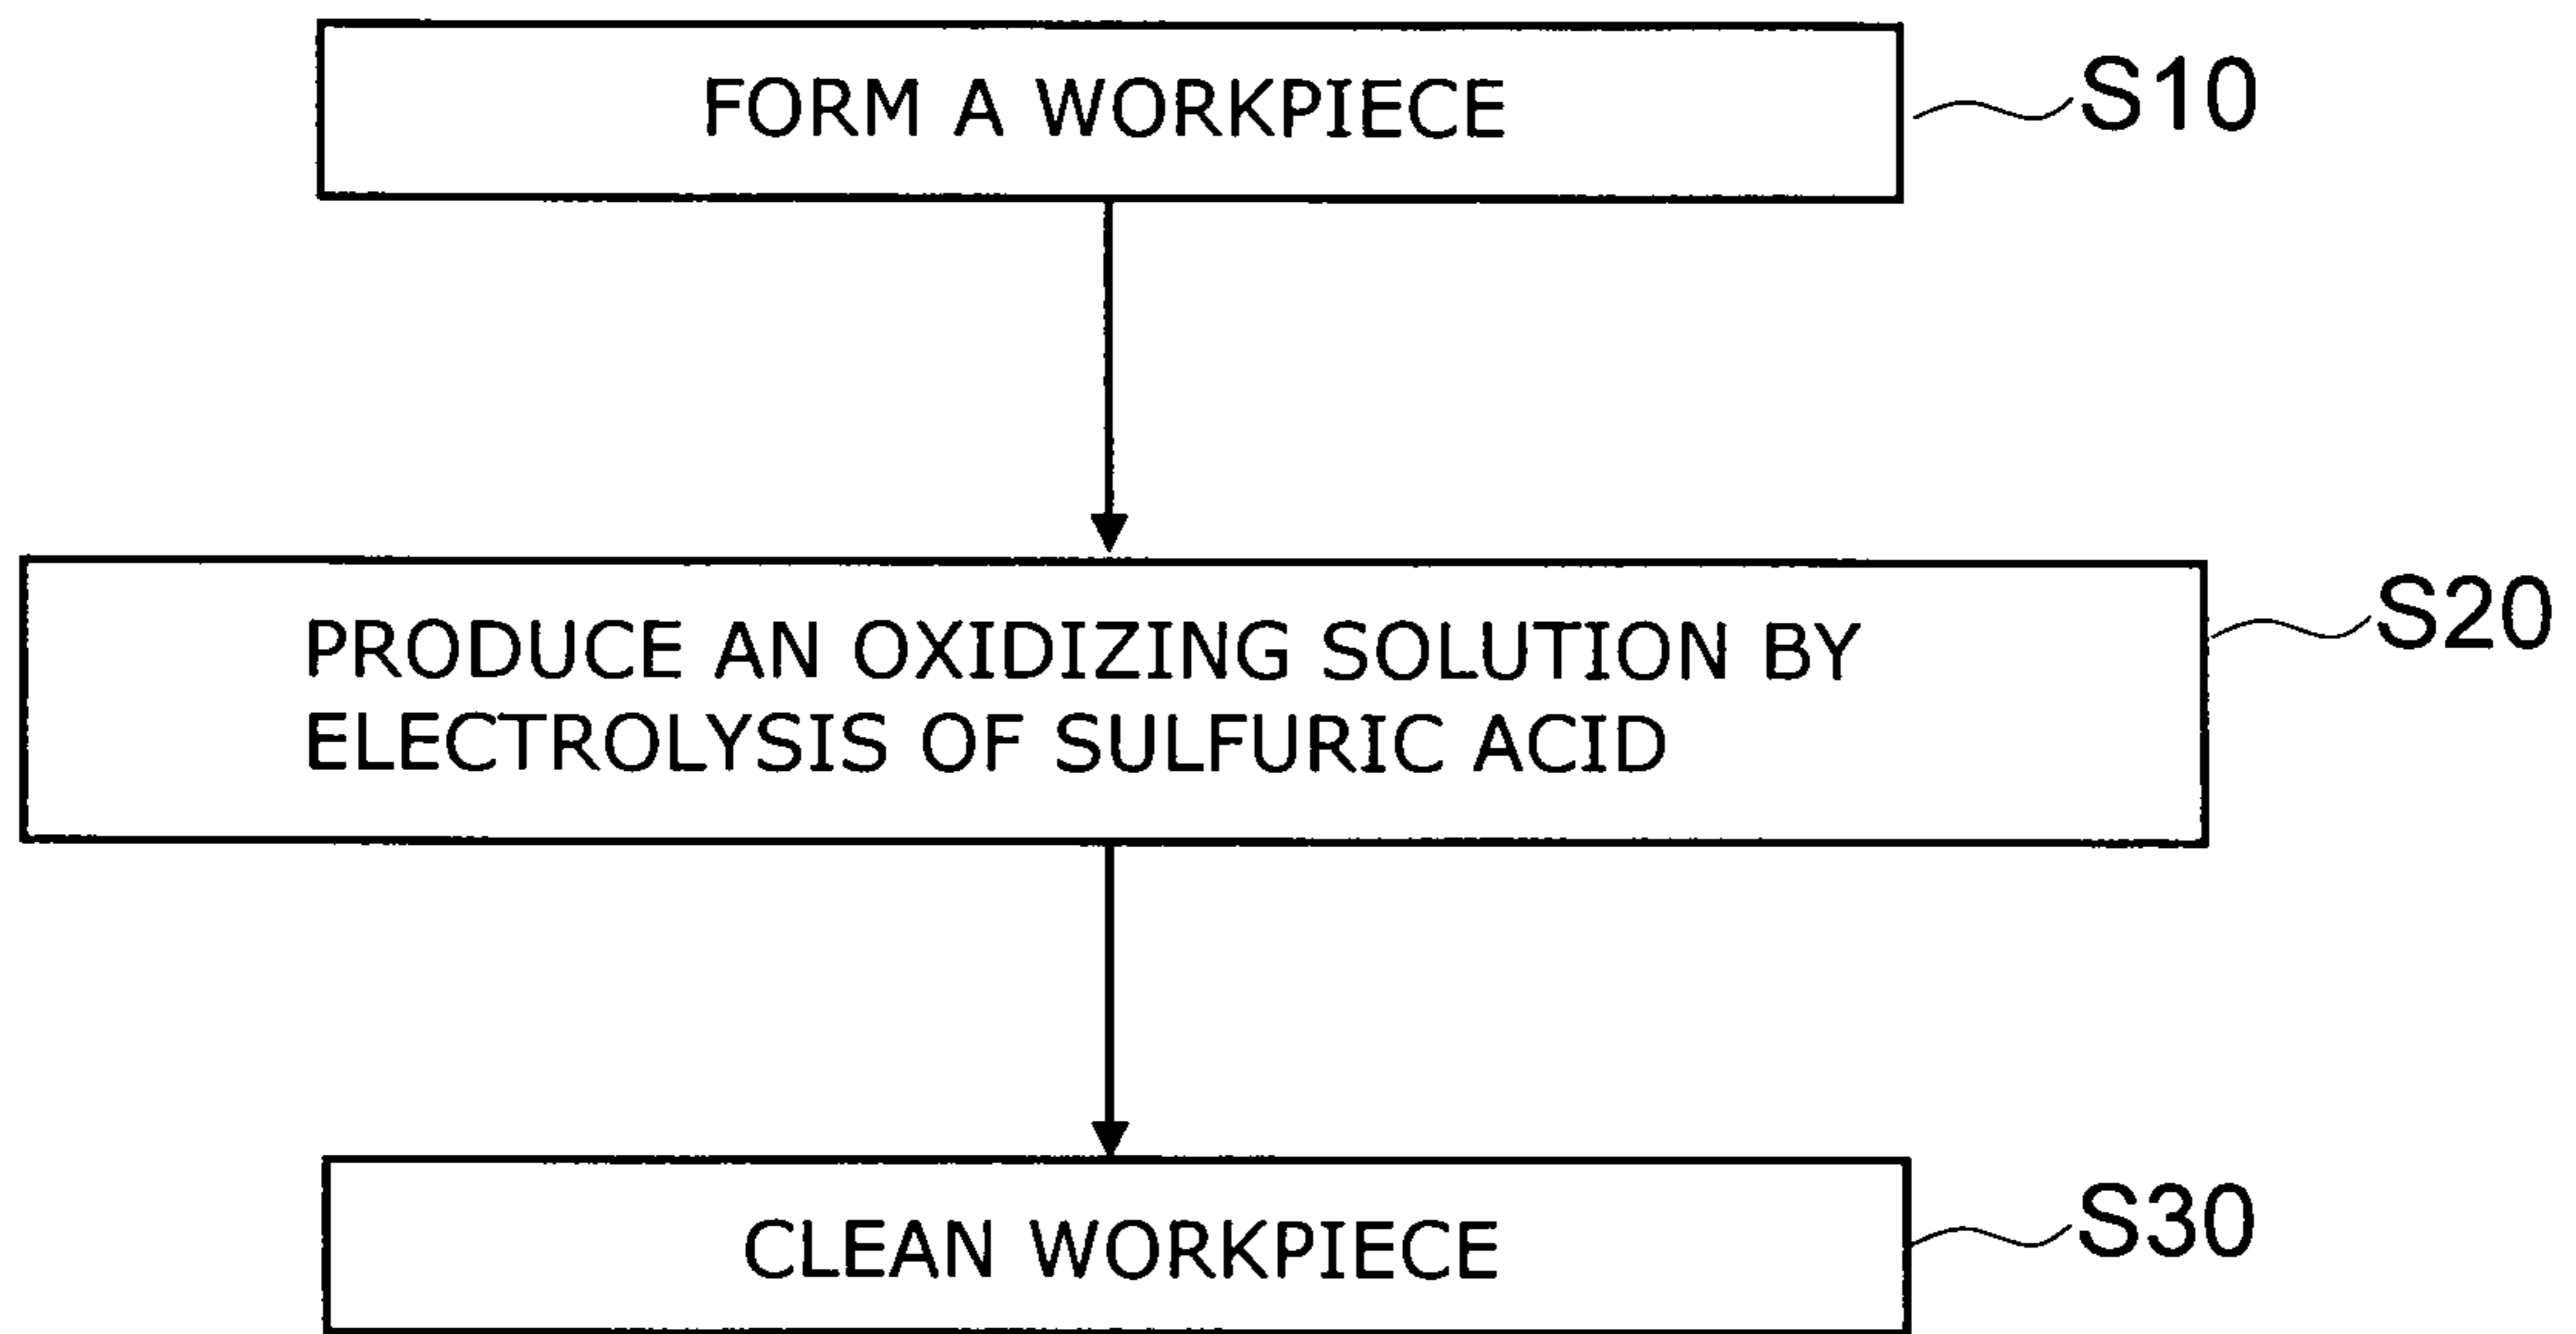 FORM A WORKPIECE
S10
PRODUCE AN OXIDIZING SOLUTION BY
ELECTROLYSIS OF SULFURIC ACID
S20
CLEAN WORKPIECE
S30